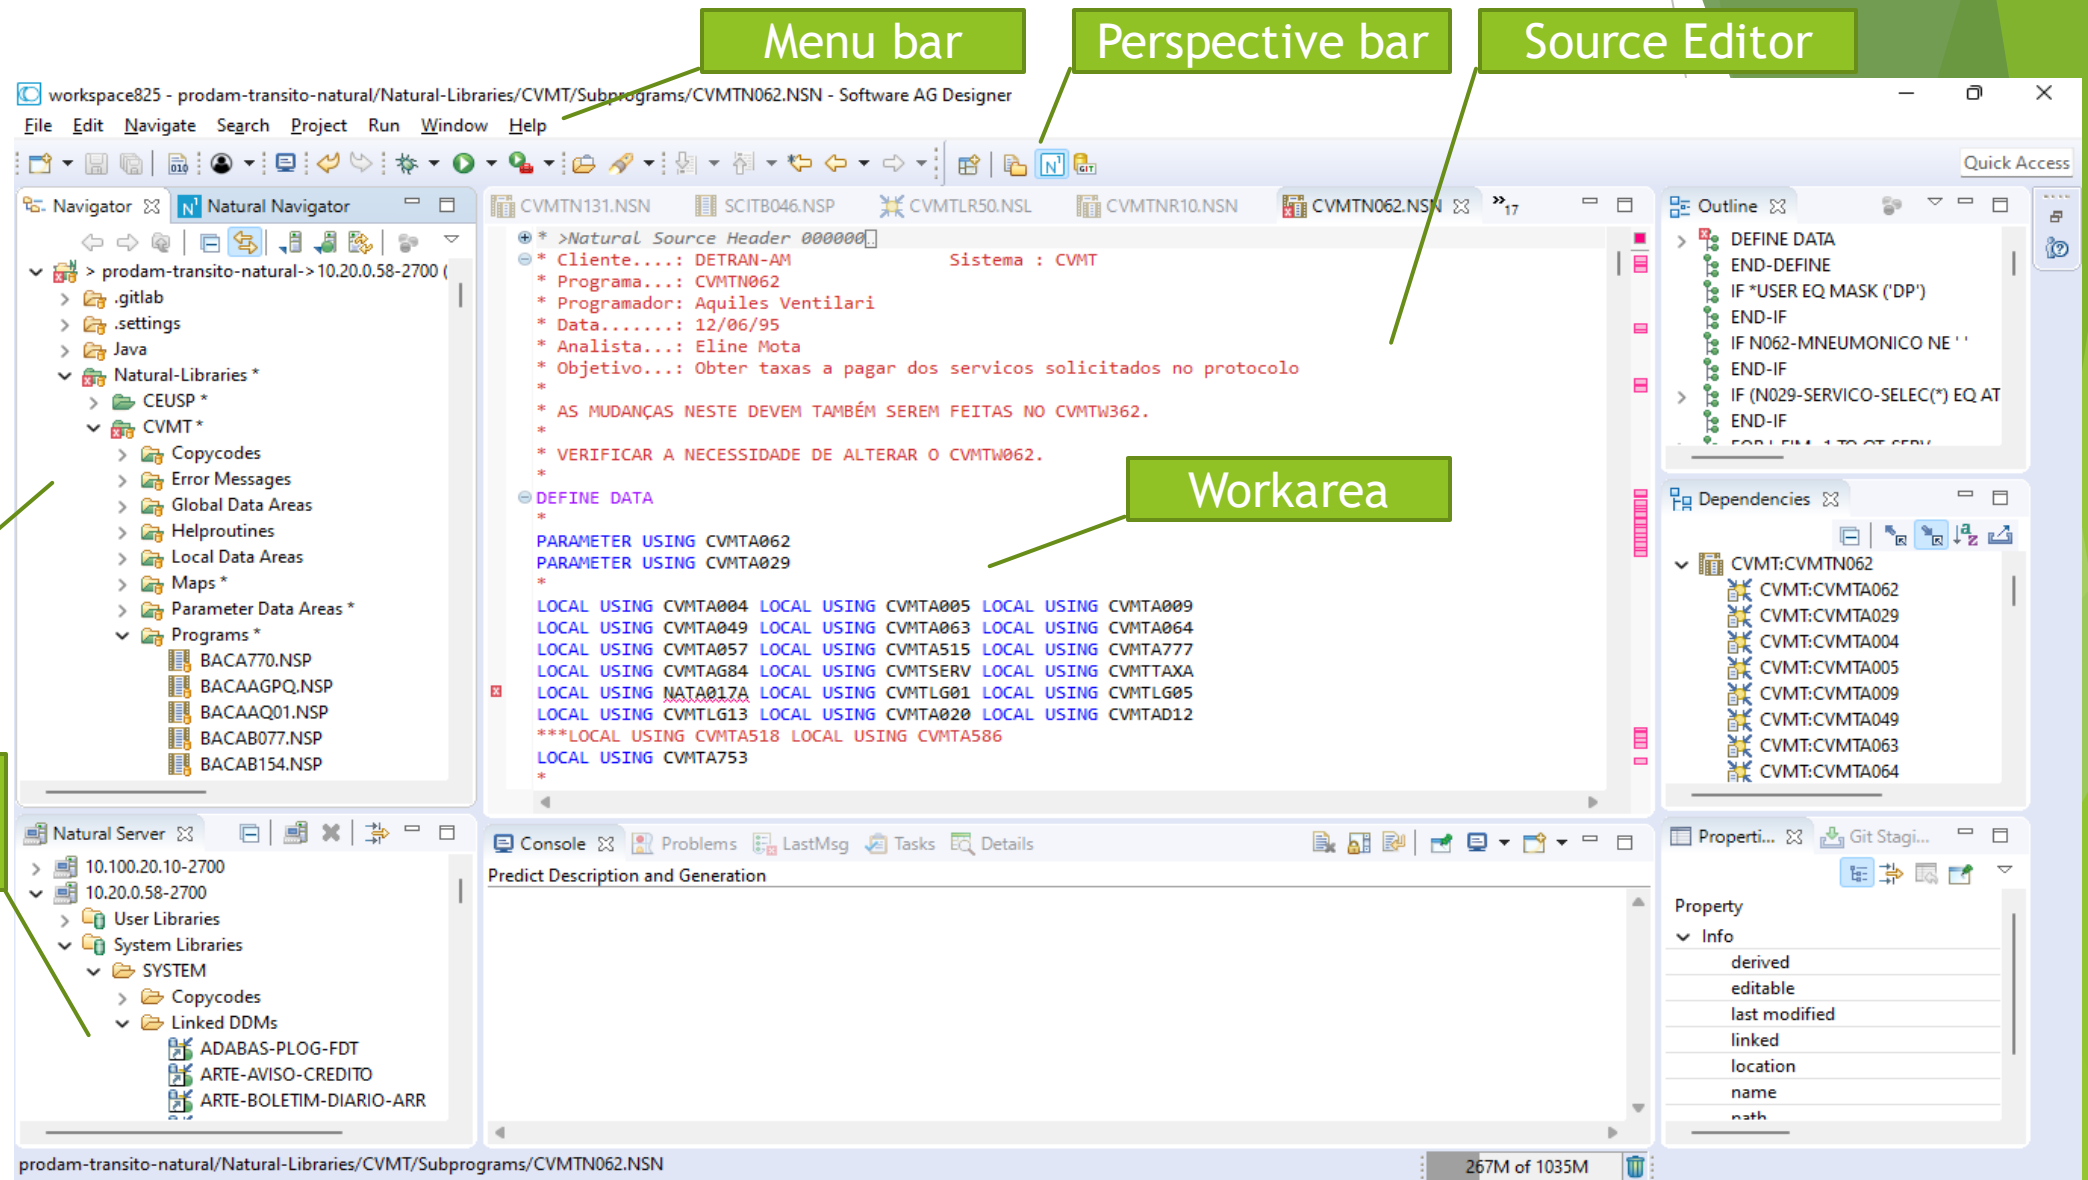 Menu bar
Perspective bar
Source Editor
workspace825 - prodam-transito-natural/Natural-Libraries/CVMT/Subprograms/CVMTN062.NSN - Software AG Designer
File Edit Navigate Search Project Run Window Help
Quick Access
Navigator
Natural Navigator
> prodam-transito-natural->10.20.0.58-2700 (
.gitlab
.settings
Java
Natural-Libraries *
CEUSP *
CVMT *
Copycodes
Error Messages
Global Data Areas
Helproutines
Local Data Areas
Maps *
Parameter Data Areas *
Programs *
BACA770.NSP
BACAAGPQ.NSP
BACAAQ01.NSP
BACAB077.NSP
BACAB154.NSP
Natural Server
10.100.20.10-2700
10.20.0.58-2700
User Libraries
System Libraries
SYSTEM
Copycodes
Linked DDMs
ADABAS-PLOG-FDT
ARTE-AVISO-CREDITO
ARTE-BOLETIM-DIARIO-ARR
CVMTN131.NSN SCITB046.NSP CVMTLR50.NSL CVMTNR10.NSN CVMTN062.NSN »17
* >Natural Source Header 000000..
* Cliente....: DETRAN-AM Sistema : CVMT
* Programa...: CVMTN062
* Programador: Aquiles Ventilari
* Data.......: 12/06/95
* Analista...: Eline Mota
* Objetivo...: Obter taxas a pagar dos servicos solicitados no protocolo
*
* AS MUDANÇAS NESTE DEVEM TAMBÉM SEREM FEITAS NO CVMTW362.
*
* VERIFICAR A NECESSIDADE DE ALTERAR O CVMTW062.
*
Workarea
DEFINE DATA
*
PARAMETER USING CVMTA062
PARAMETER USING CVMTA029
*
LOCAL USING CVMTA004 LOCAL USING CVMTA005 LOCAL USING CVMTA009
LOCAL USING CVMTA049 LOCAL USING CVMTA063 LOCAL USING CVMTA064
LOCAL USING CVMTA057 LOCAL USING CVMTA515 LOCAL USING CVMTA777
LOCAL USING CVMTAG84 LOCAL USING CVMTSERV LOCAL USING CVMTTAXA
LOCAL USING NATA017A LOCAL USING CVMTLG01 LOCAL USING CVMTLG05
LOCAL USING CVMTLG13 LOCAL USING CVMTA020 LOCAL USING CVMTAD12
***LOCAL USING CVMTA518 LOCAL USING CVMTA586
LOCAL USING CVMTA753
*
Console Problems LastMsg Tasks Details
Predict Description and Generation
Outline
DEFINE DATA
END-DEFINE
IF *USER EQ MASK ('DP')
END-IF
IF N062-MNEUMONICO NE ' '
END-IF
IF (N029-SERVICO-SELEC(*) EQ AT
END-IF
Dependencies
CVMT:CVMTN062
CVMT:CVMTA062
CVMT:CVMTA029
CVMT:CVMTA004
CVMT:CVMTA005
CVMT:CVMTA009
CVMT:CVMTA049
CVMT:CVMTA063
CVMT:CVMTA064
Properti... Git Stagi...
Property
Info
derived
editable
last modified
linked
location
name
path
prodam-transito-natural/Natural-Libraries/CVMT/Subprograms/CVMTN062.NSN
267M of 1035M